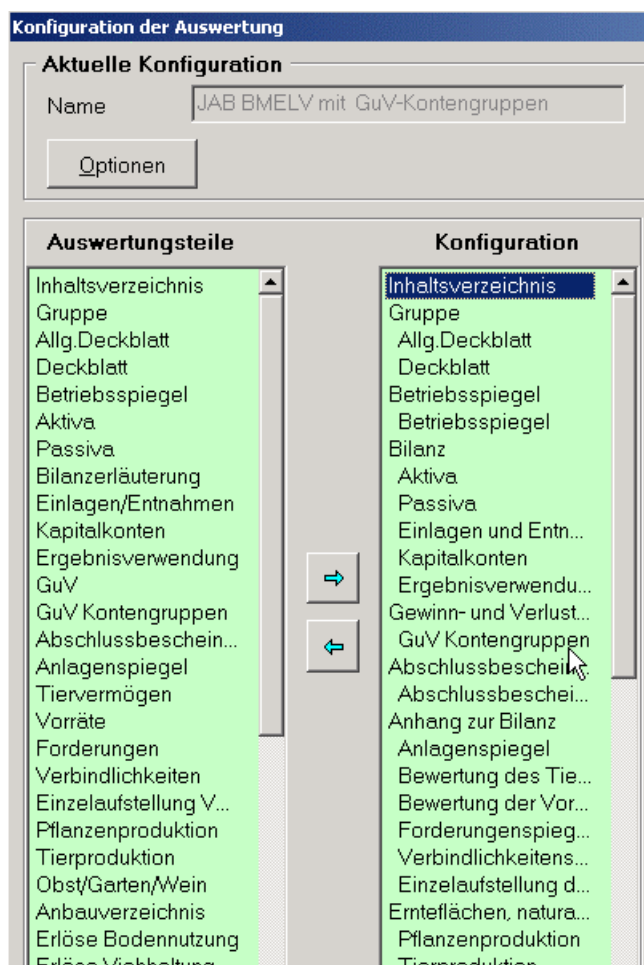 Konfiguration der Auswertung
Aktuelle Konfiguration
Name
JAB BMELV mit GuV-Kontengruppen
Optionen
Auswertungsteile
Inhaltsverzeichnis
Gruppe
Allg.Deckblatt
Deckblatt
Betriebsspiegel
Aktiva
Passiva
Bilanzerläuterung
Einlagen/Entnahmen
Kapitalkonten
Ergebnisverwendung
GuV
GuV Kontengruppen
Abschlussbeschein...
Anlagenspiegel
Tiervermögen
Vorräte
Forderungen
Verbindlichkeiten
Einzelaufstellung V...
Pflanzenproduktion
Tierproduktion
Obst/Garten/Wein
Anbauverzeichnis
Erlöse Bodennutzung
Erlöse Viehhaltung
Konfiguration
Inhaltsverzeichnis
Gruppe
Allg.Deckblatt
Deckblatt
Betriebsspiegel
Betriebsspiegel
Bilanz
Aktiva
Passiva
Einlagen und Entn...
Kapitalkonten
Ergebnisverwendu...
Gewinn- und Verlust...
GuV Kontengruppen
Abschlussbeschein...
Abschlussbeschei...
Anhang zur Bilanz
Anlagenspiegel
Bewertung des Tie...
Bewertung der Vor...
Forderungenspieg...
Verbindlichkeitens...
Einzelaufstellung d...
Ernteflächen, natura...
Pflanzenproduktion
Tierproduktion